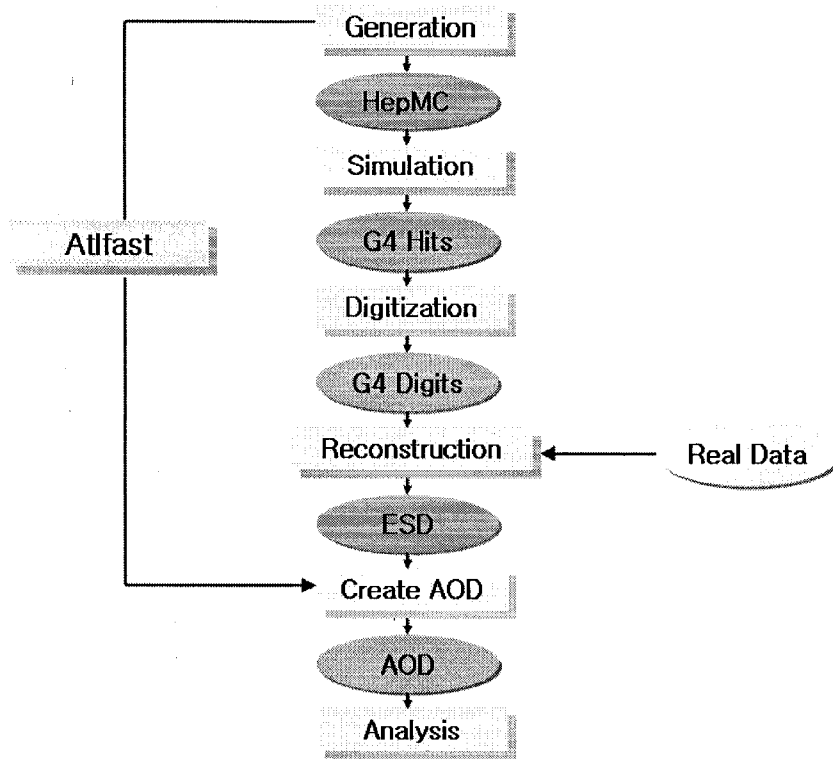 Generation
HepMC
Simulation
G4 Hits
Atlfast
Digitization
G4 Digits
Reconstruction
Real Data
ESD
Create AOD
AOD
Analysis